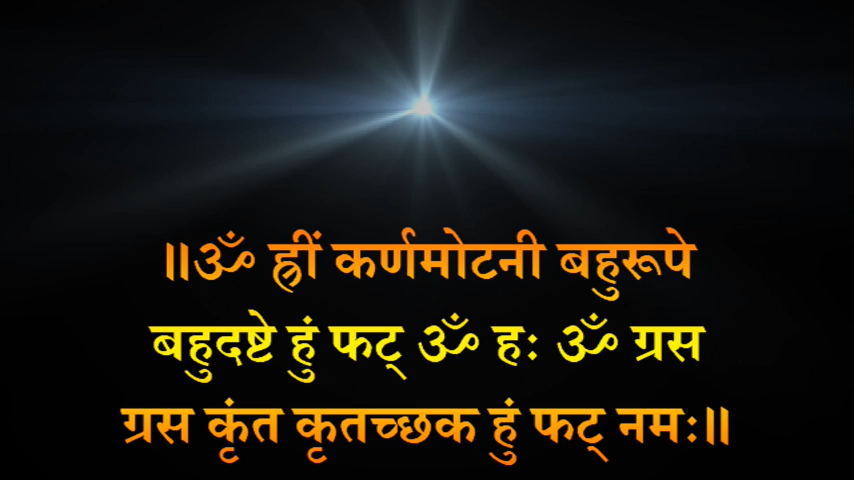 ॥ॐ ह्रीं कर्णमोटनी बहुरूपे
बहुदष्टे हुं फट् ॐ हः ॐ ग्रस
ग्रस कृंत कृतच्छक हुं फट् नमः॥